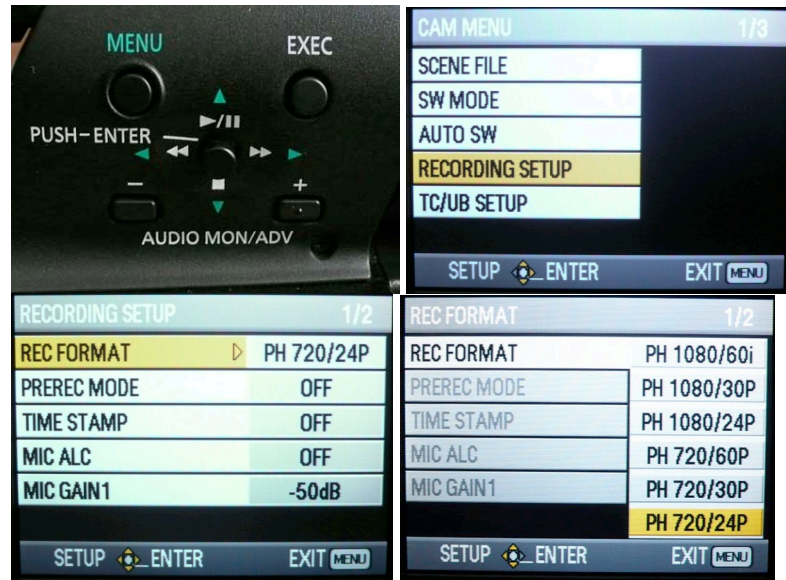 MENU
EXEC
PUSH-ENTER
AUDIO MON/ADV
CAM MENU 1/3
SCENE FILE
SW MODE
AUTO SW
RECORDING SETUP
TC/UB SETUP
SETUP ENTER EXIT MENU
RECORDING SETUP 1/2
REC FORMAT PH 720/24P
PREREC MODE OFF
TIME STAMP OFF
MIC ALC OFF
MIC GAIN1 -50dB
SETUP ENTER EXIT MENU
REC FORMAT 1/2
REC FORMAT PH 1080/60i
PREREC MODE PH 1080/30P
TIME STAMP PH 1080/24P
MIC ALC PH 720/60P
MIC GAIN1 PH 720/30P
PH 720/24P
SETUP ENTER EXIT MENU